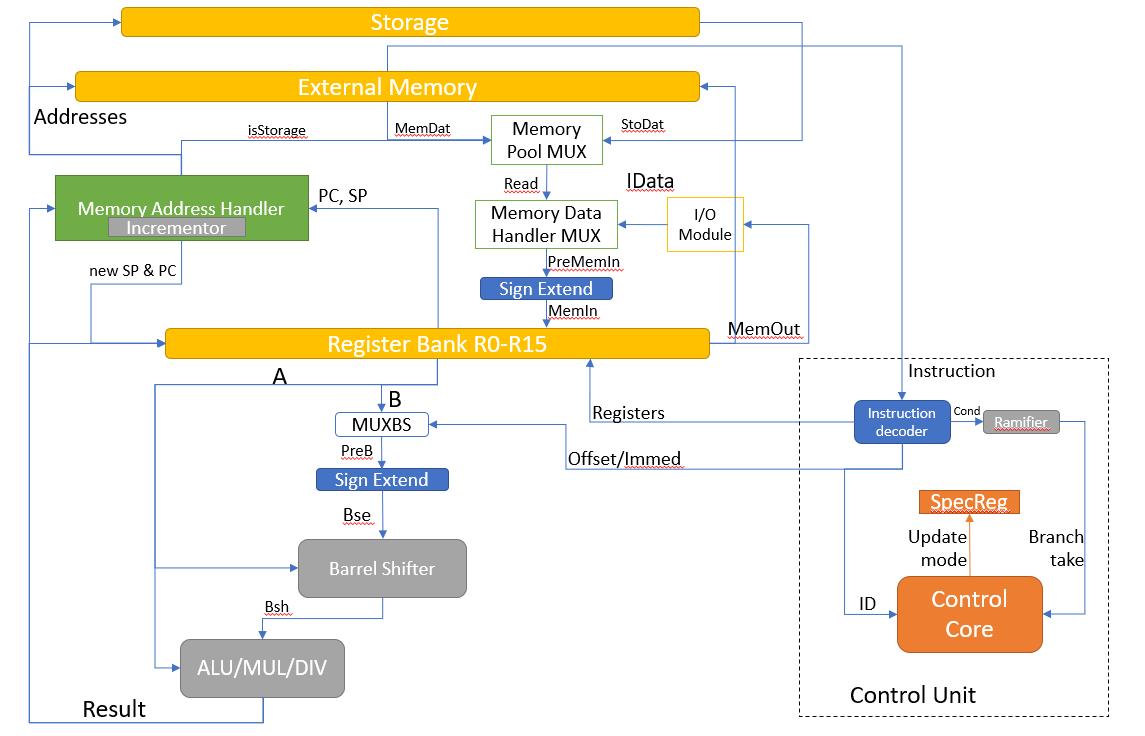 Storage
External Memory
Addresses
isStorage
MemDat
Memory
Pool MUX
StoDat
Read
IData
Memory Address Handler
Incrementor
PC, SP
Memory Data
Handler MUX
I/O
Module
PreMemIn
new SP & PC
Sign Extend
MemIn
MemOut
Register Bank R0-R15
A
B
Instruction
Registers
MUXBS
Instruction
decoder
Cond
Ramifier
PreB
Offset/Immed
Sign Extend
SpecReg
Bse
Update
mode
Branch
take
Barrel Shifter
ID
Control
Core
Bsh
ALU/MUL/DIV
Result
Control Unit